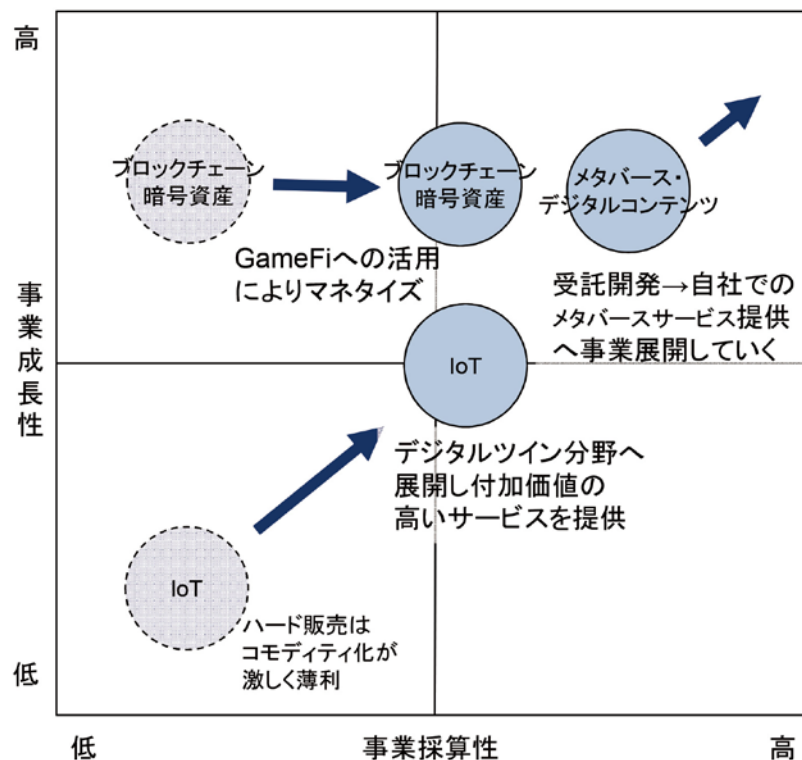 高
ブロックチェーン
暗号資産
ブロックチェーン
暗号資産
メタバース・
デジタルコンテンツ
GameFiへの活用
によりマネタイズ
受託開発→自社での
メタバースサービス提供
へ事業展開していく
事業成長性
IoT
デジタルツイン分野へ
展開し付加価値の
高いサービスを提供
IoT
ハード販売は
コモディティ化が
激しく薄利
低
低
事業採算性
高